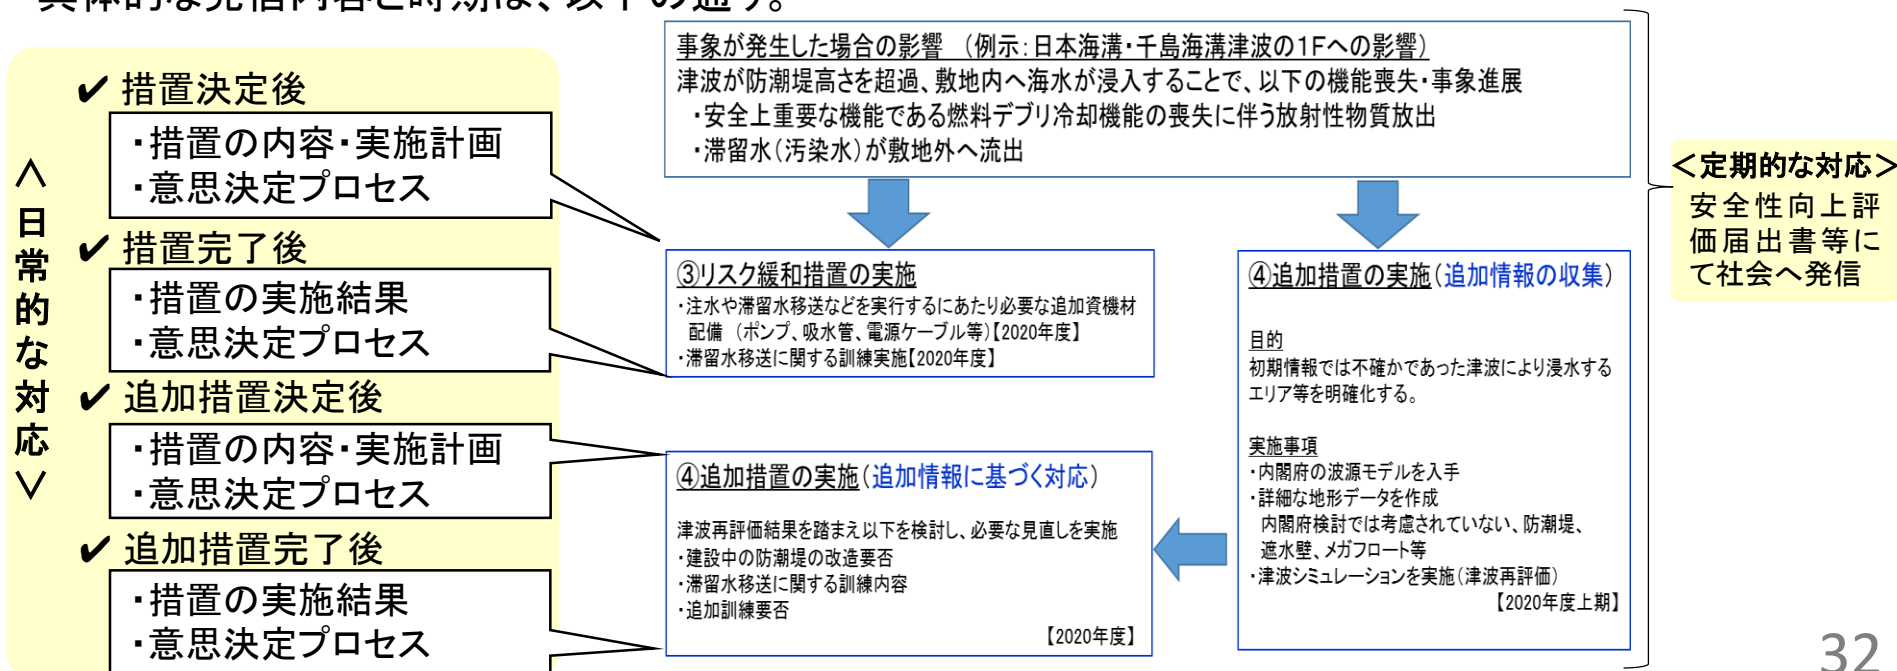 具体的な発信内容と時期は、以下の通り。
＜日常的な対応＞
✔ 措置決定後
・措置の内容・実施計画
・意思決定プロセス
✔ 措置完了後
・措置の実施結果
・意思決定プロセス
✔ 追加措置決定後
・措置の内容・実施計画
・意思決定プロセス
✔ 追加措置完了後
・措置の実施結果
・意思決定プロセス
事象が発生した場合の影響　（例示：日本海溝・千島海溝津波の１Ｆへの影響）
津波が防潮堤高さを超過、敷地内へ海水が浸入することで、以下の機能喪失・事象進展
・安全上重要な機能である燃料デブリ冷却機能の喪失に伴う放射性物質放出
・滞留水（汚染水）が敷地外へ流出
③リスク緩和措置の実施
・注水や滞留水移送などを実行するにあたり必要な追加資機材
配備　（ポンプ、吸水管、電源ケーブル等）【2020年度】
・滞留水移送に関する訓練実施【2020年度】
④追加措置の実施（追加情報の収集）
目的
初期情報では不確かであった津波により浸水する
エリア等を明確化する。
実施事項
・内閣府の波源モデルを入手
・詳細な地形データを作成
内閣府検討では考慮されていない、防潮堤、
遮水壁、メガフロート等
・津波シミュレーションを実施（津波再評価）
【2020年度上期】
④追加措置の実施（追加情報に基づく対応）
津波再評価結果を踏まえ以下を検討し、必要な見直しを実施
・建設中の防潮堤の改造要否
・滞留水移送に関する訓練内容
・追加訓練要否
【2020年度】
＜定期的な対応＞
安全性向上評
価届出書等に
て社会へ発信
32